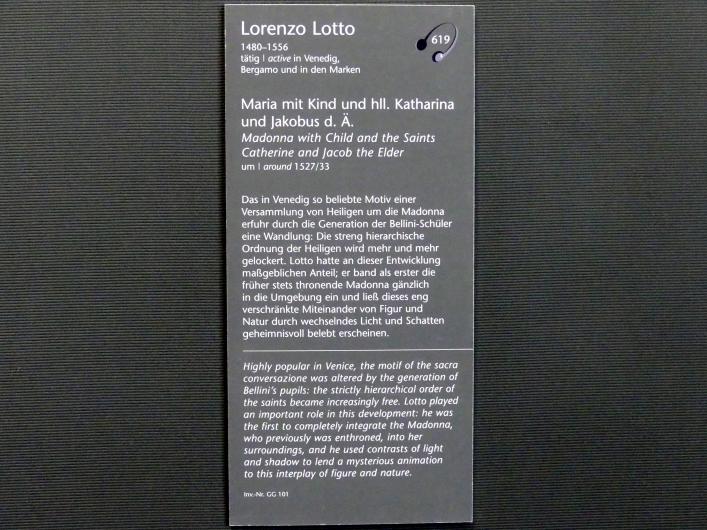 Lorenzo Lotto
619
1480–1556
tätig | active in Venedig,
Bergamo und in den Marken
Maria mit Kind und hll. Katharina
und Jakobus d. Ä.
Madonna with Child and the Saints
Catherine and Jacob the Elder
um | around 1527/33
Das in Venedig so beliebte Motiv einer
Versammlung von Heiligen um die Madonna
erfuhr durch die Generation der Bellini-Schüler
eine Wandlung: Die streng hierarchische
Ordnung der Heiligen wird mehr und mehr
gelockert. Lotto hatte an dieser Entwicklung
maßgeblichen Anteil; er band als erster die
früher stets thronende Madonna gänzlich
in die Umgebung ein und ließ dieses eng
verschränkte Miteinander von Figur und
Natur durch wechselndes Licht und Schatten
geheimnisvoll belebt erscheinen.
Highly popular in Venice, the motif of the sacra
conversazione was altered by the generation of
Bellini's pupils: the strictly hierarchical order of
the saints became increasingly free. Lotto played
an important role in this development: he was
the first to completely integrate the Madonna,
who previously was enthroned, into her
surroundings, and he used contrasts of light
and shadow to lend a mysterious animation
to this interplay of figure and nature.
Inv.-Nr. GG 101